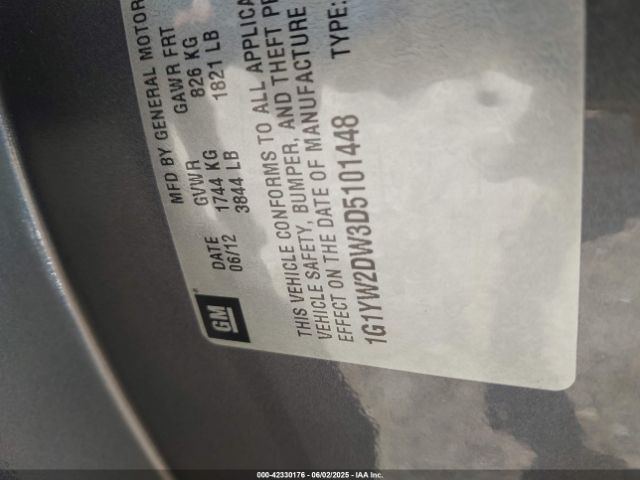 MFD BY GENERAL MOTOR
DATE GVWR GAWR FRT
06/12 1744 KG 826 KG
3844 LB 1821 LB
THIS VEHICLE CONFORMS TO ALL APPLICA
VEHICLE SAFETY, BUMPER, AND THEFT PR
EFFECT ON THE DATE OF MANUFACTURE
1G1YW2DW3D5101448 TYPE:
GM
000-42330176 - 06/02/2025 - IAAI Inc.